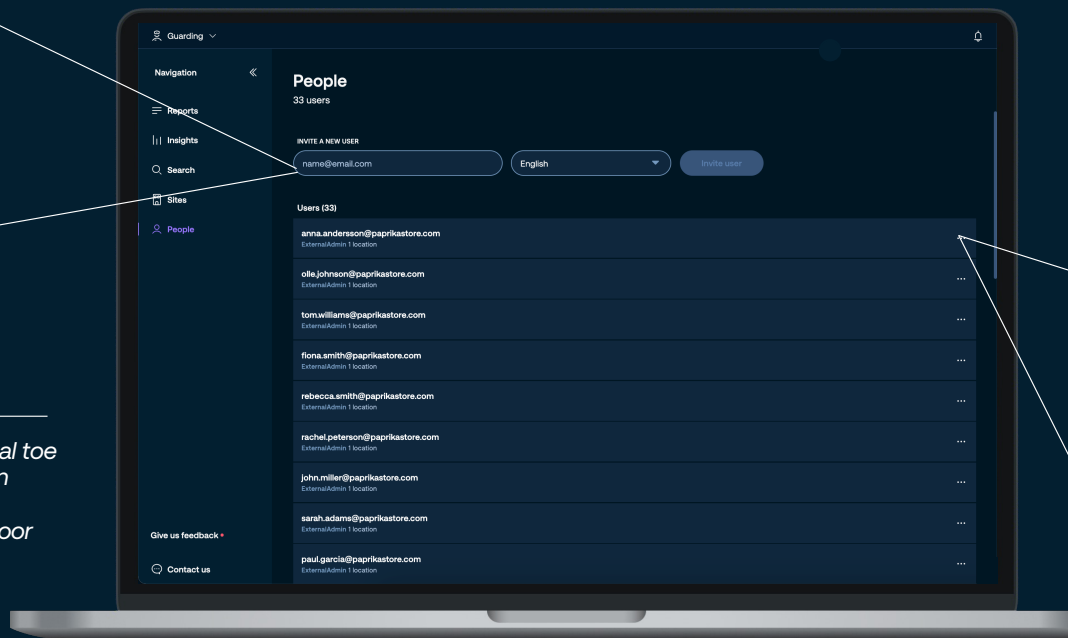 Guarding
Navigation
Reports
Insights
Search
Sites
People
Give us feedback
Contact us
People
33 users
INVITE A NEW USER
name@email.com
English
Invite user
Users (33)
anna.andersson@paprikastore.com
ExternalAdmin 1 location
olle.johnson@paprikastore.com
ExternalAdmin 1 location
tom.williams@paprikastore.com
ExternalAdmin 1 location
fiona.smith@paprikastore.com
ExternalAdmin 1 location
rebecca.smith@paprikastore.com
ExternalAdmin 1 location
rachel.peterson@paprikastore.com
ExternalAdmin 1 location
john.miller@paprikastore.com
ExternalAdmin 1 location
sarah.adams@paprikastore.com
ExternalAdmin 1 location
paul.garcia@paprikastore.com
ExternalAdmin 1 location
toe